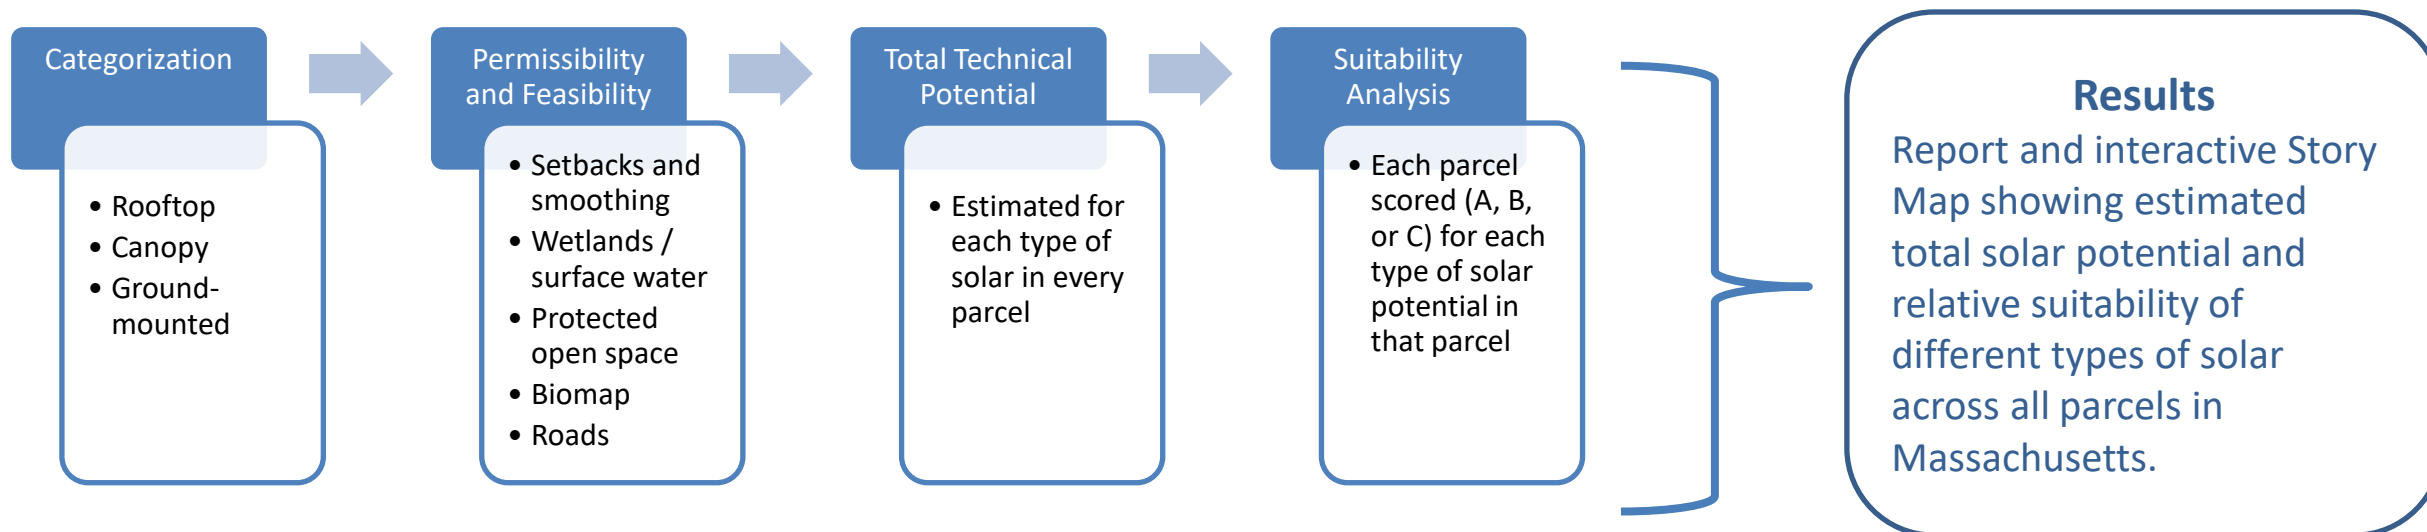 Categorization
• Rooftop
• Canopy
• Ground-
mounted
Permissibility
and Feasibility
• Setbacks and
smoothing
• Wetlands /
surface water
• Protected
open space
• Biomap
• Roads
Total Technical
Potential
• Estimated for
each type of
solar in every
parcel
Suitability
Analysis
• Each parcel
scored (A, B,
or C) for each
type of solar
potential in
that parcel
Results
Report and interactive Story
Map showing estimated
total solar potential and
relative suitability of
different types of solar
across all parcels in
Massachusetts.